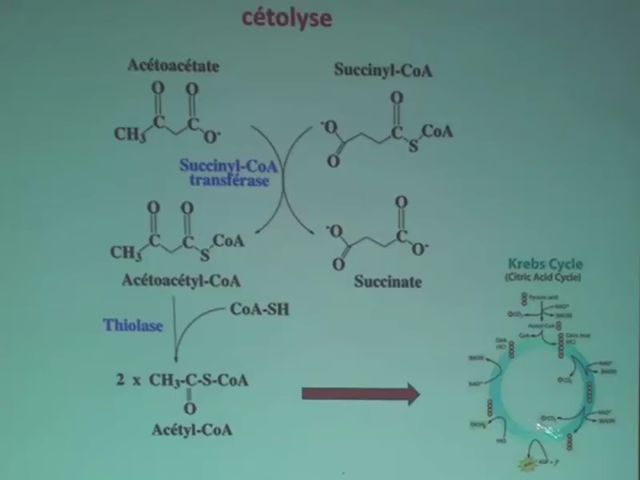 cétolyse
Acétoacétate
Succinyl-CoA
O O
O
CH₃ C C O⁻
⁻O C C S CoA
O
Succinyl-CoA
transférase
O O
O
CH₃ C C S CoA
⁻O C C O⁻
O
Acétoacétyl-CoA
Succinate
Krebs Cycle
(Citric Acid Cycle)
Thiolase
CoA-SH
2 x CH₃-C-S-CoA
O
Acétyl-CoA